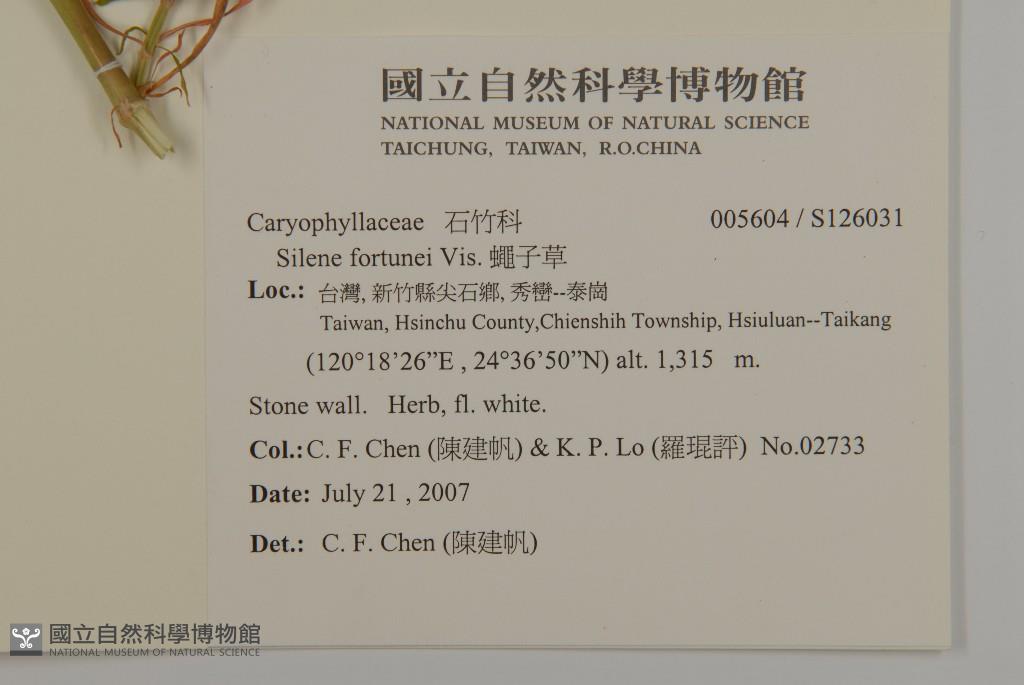 國立自然科學博物館
NATIONAL MUSEUM OF NATURAL SCIENCE
TAICHUNG, TAIWAN, R.O.CHINA
Caryophyllaceae 石竹科 005604 / S126031
Silene fortunei Vis. 蠅子草
Loc.: 台灣, 新竹縣尖石鄉, 秀巒--泰崗
Taiwan, Hsinchu County,Chienshih Township, Hsiuluan--Taikang
(120°18’26”E , 24°36’50”N) alt. 1,315 m.
Stone wall. Herb, fl. white.
Col.: C. F. Chen (陳建帆) & K. P. Lo (羅琨評) No.02733
Date: July 21 , 2007
Det.: C. F. Chen (陳建帆)
國立自然科學博物館
NATIONAL MUSEUM OF NATURAL SCIENCE